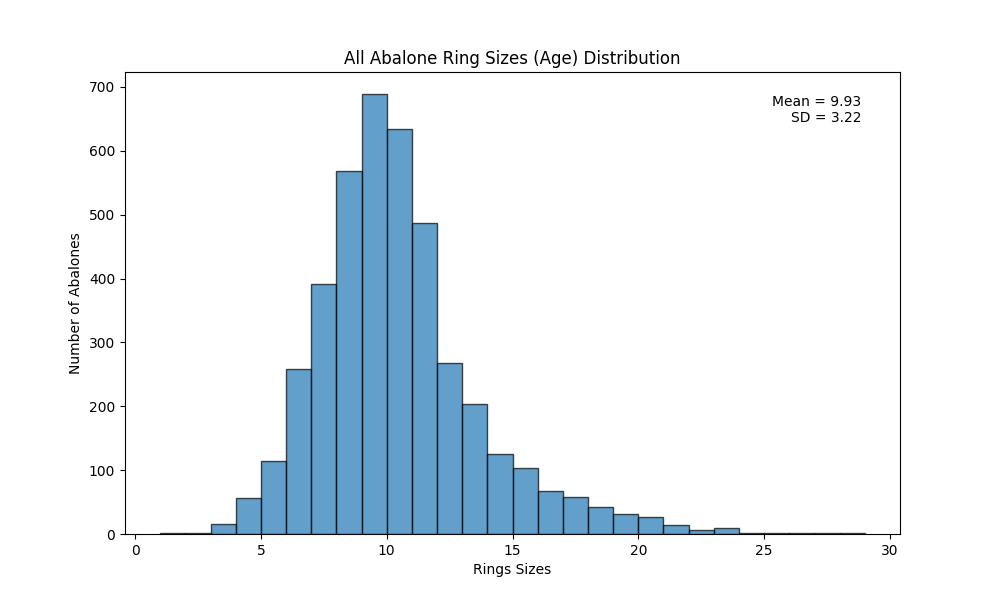 All Abalone Ring Sizes (Age) Distribution
Mean = 9.93
SD = 3.22
Number of Abalones
700
600
500
400
300
200
100
0
0 5 10 15 20 25 30
Rings Sizes